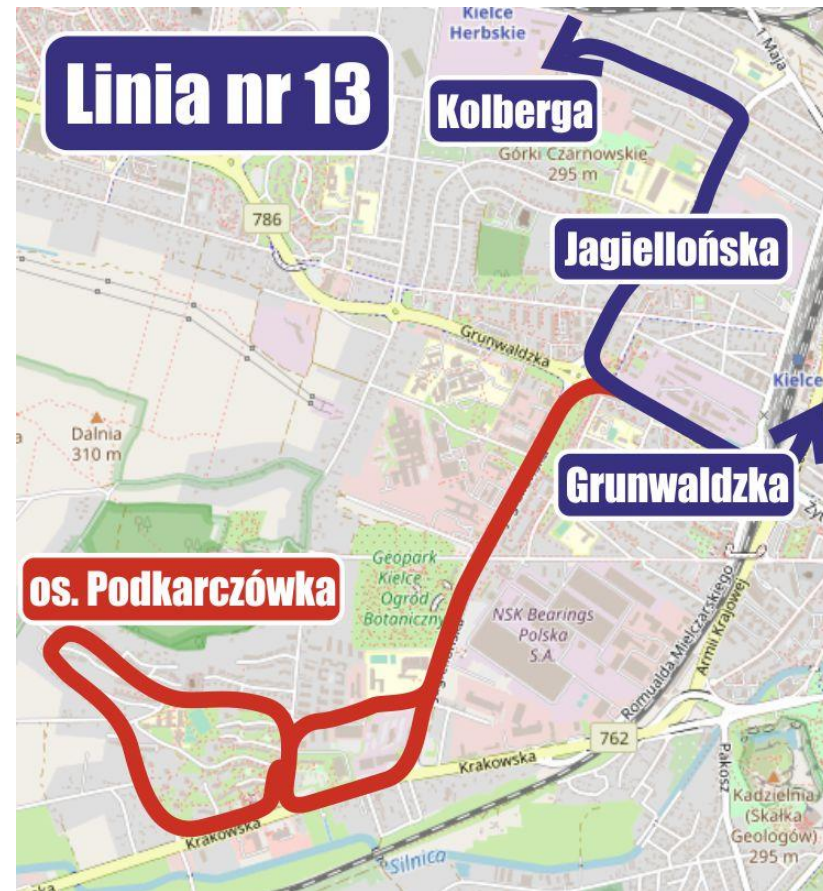 Kielce
Herbskie
Linia nr 13
1 Maja
Kolberga
Górki Czarnowskie
295 m
786
Jagiellońska
Grunwaldzka
Kielce
Dalnia
310 m
Grunwaldzka
Geopark
Kielce
Ogród
Botaniczny
os. Podkarczówka
NSK Bearings
Polska
S.A.
Romualda Mielczarskiego
Armii Krajowej
762
Krakowska
Pakosz
Kadzielnia
(Skałka
Geologów)
295 m
Krakowska
Silnica